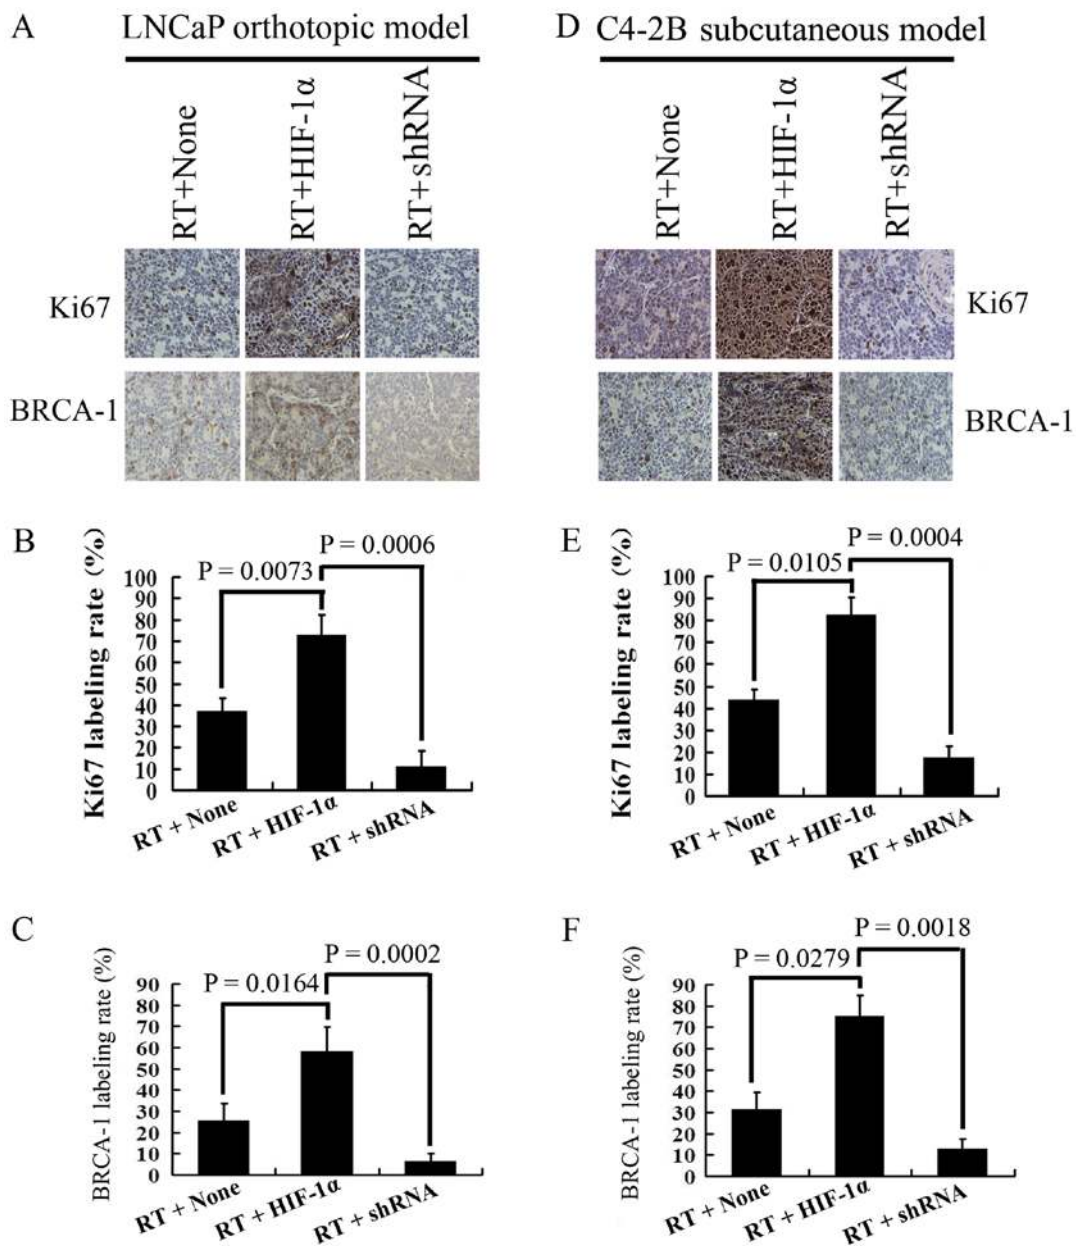 A
LNCaP orthotopic model
RT+None
RT+HIF-1α
RT+shRNA
Ki67
BRCA-1
D
C4-2B subcutaneous model
RT+None
RT+HIF-1α
RT+shRNA
Ki67
BRCA-1
B
Ki67 labeling rate (%)
P = 0.0006
P = 0.0073
100
90
80
70
60
50
40
30
20
10
0
RT + None
RT + HIF-1α
RT + shRNA
E
Ki67 labeling rate (%)
P = 0.0004
P = 0.0105
100
90
80
70
60
50
40
30
20
10
0
RT + None
RT + HIF-1α
RT + shRNA
C
BRCA-1 labeling rate (%)
P = 0.0002
P = 0.0164
90
80
70
60
50
40
30
20
10
0
RT + None
RT + HIF-1α
RT + shRNA
F
BRCA-1 labeling rate (%)
P = 0.0018
P = 0.0279
90
80
70
60
50
40
30
20
10
0
RT + None
RT + HIF-1α
RT + shRNA